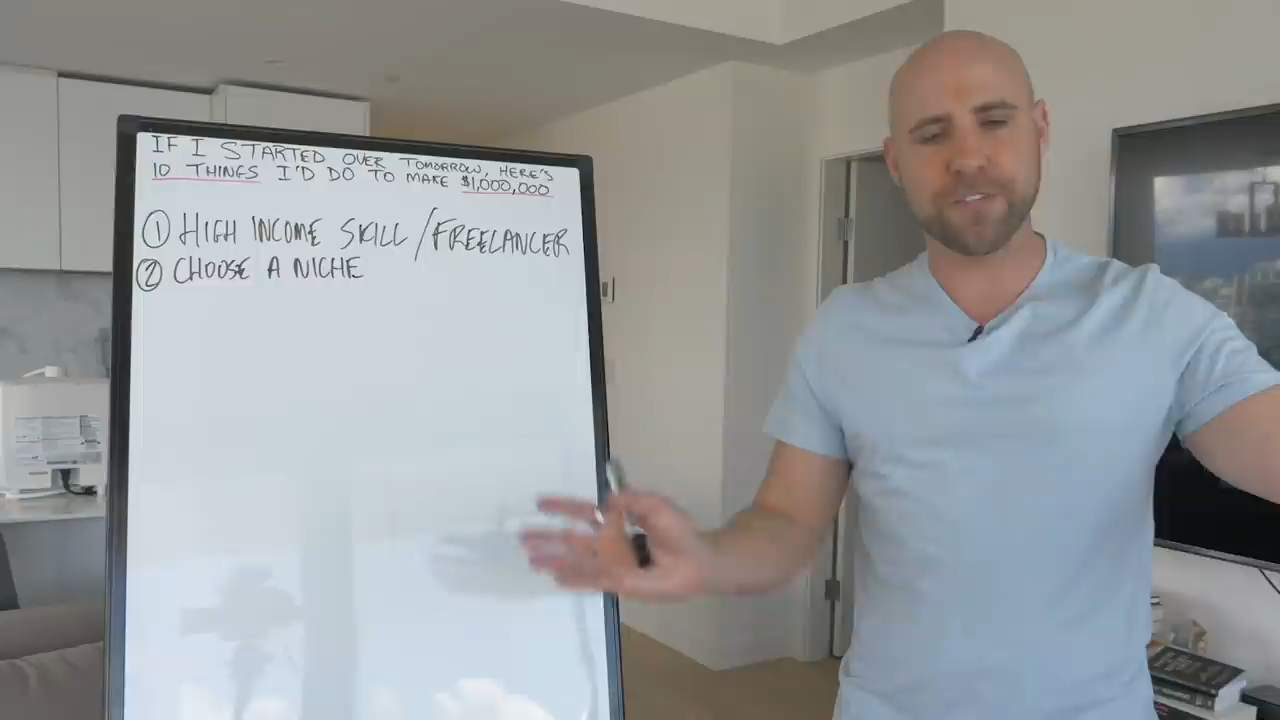 IF I STARTED OVER TOMORROW, HERE'S
10 THINGS I'D DO TO MAKE $1,000,000
① HIGH INCOME SKILL/FREELANCER
② CHOOSE A NICHE